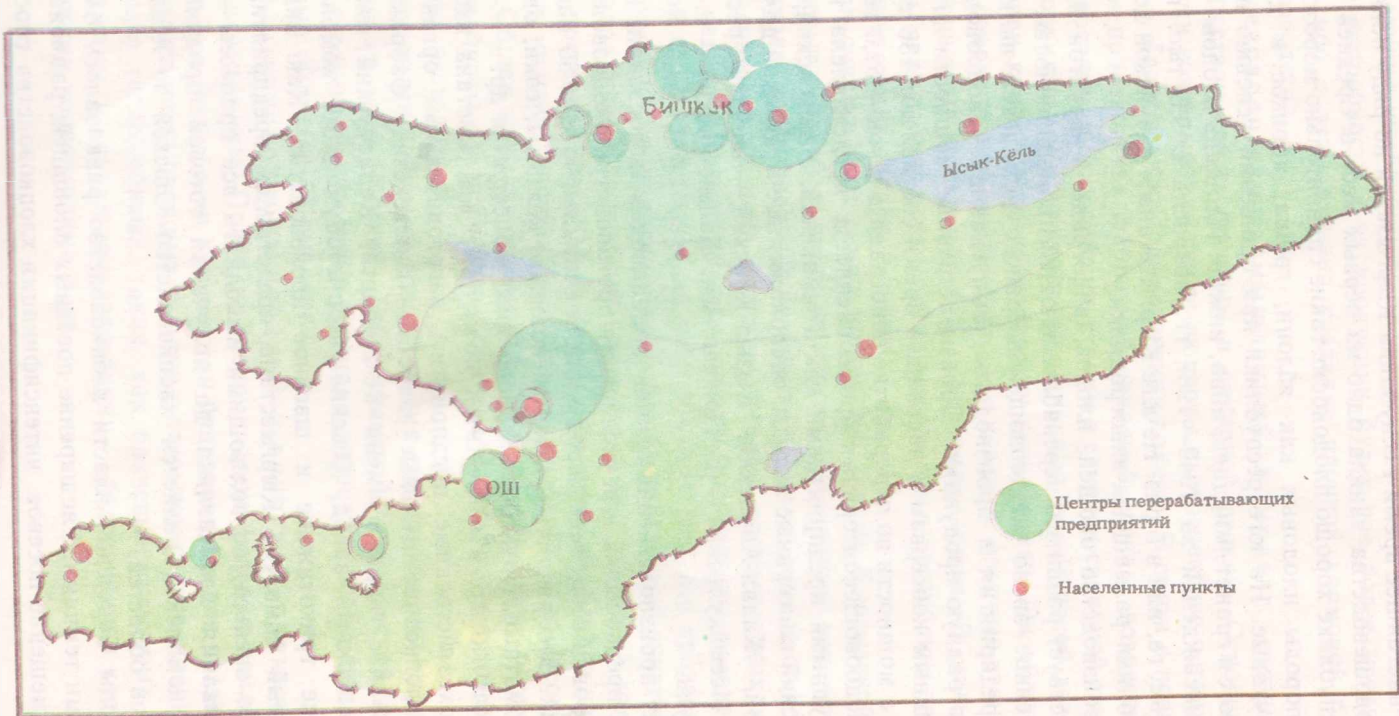 Бишкек
Ысык-Кёль
ОШ
Центры перерабатывающих
предприятий
Населенные пункты